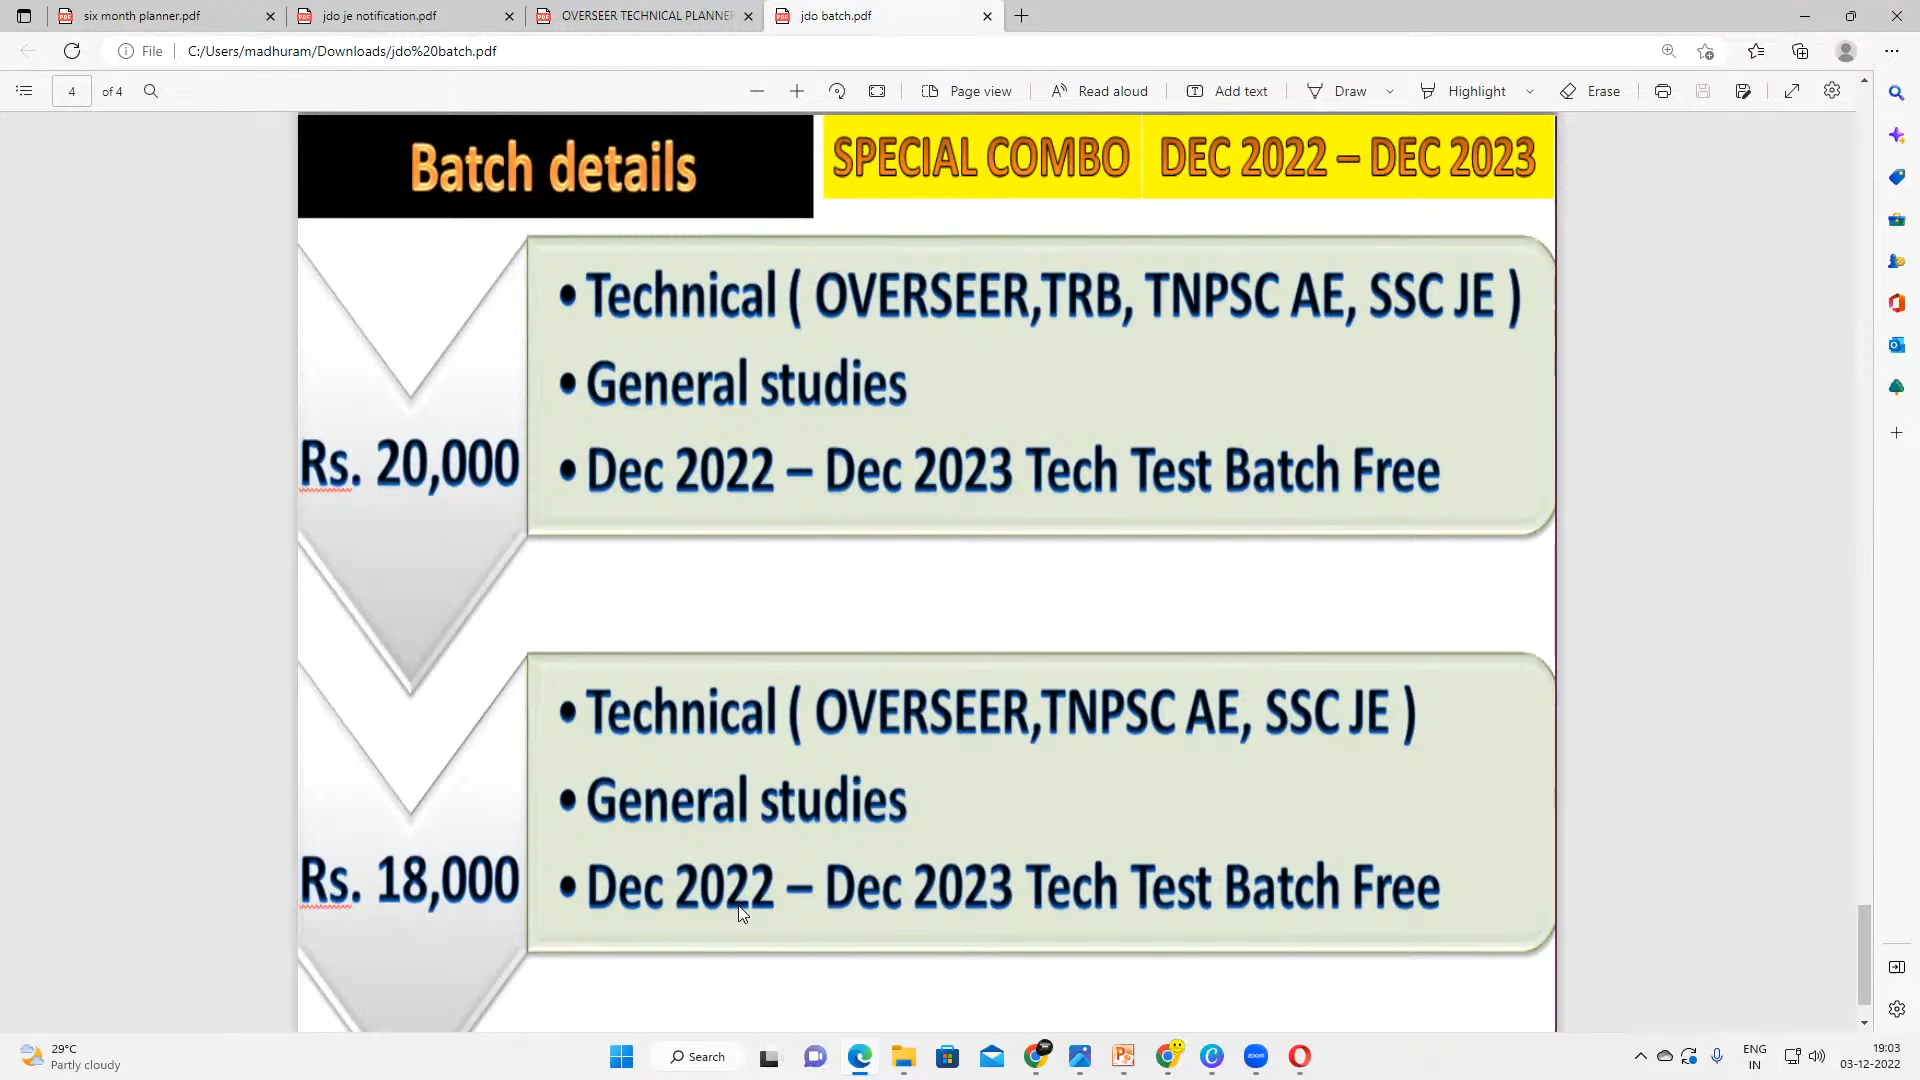 six month planner.pdf
jdo je notification.pdf
OVERSEER TECHNICAL PLANNER
jdo batch.pdf
File
C:/Users/madhuram/Downloads/jdo%20batch.pdf
4 of 4
Page view
Read aloud
Add text
Draw
Highlight
Erase
Batch details
SPECIAL COMBO
DEC 2022 – DEC 2023
• Technical ( OVERSEER,TRB, TNPSC AE, SSC JE )
• General studies
Rs. 20,000
• Dec 2022 – Dec 2023 Tech Test Batch Free
• Technical ( OVERSEER,TNPSC AE, SSC JE )
• General studies
Rs. 18,000
• Dec 2022 – Dec 2023 Tech Test Batch Free
29°C
Partly cloudy
Search
zoom
ENG
IN
19:03
03-12-2022